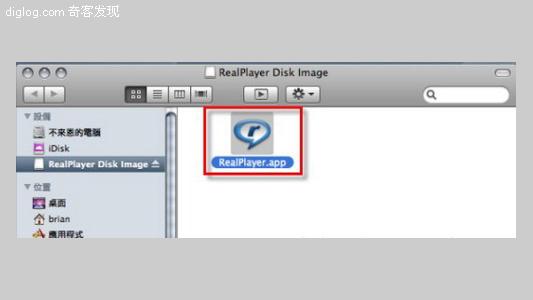 diglog.com 奇客发现
RealPlayer Disk Image
設備
不來恩的電腦
iDisk
RealPlayer Disk Image
RealPlayer.app
位置
桌面
brian
應用程式